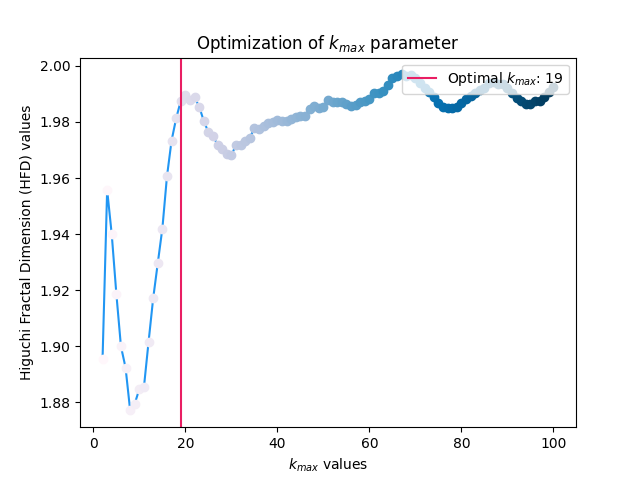 Optimization of $k_{max}$ parameter
Optimal $k_{max}$: 19
Higuchi Fractal Dimension (HFD) values
2.00
1.98
1.96
1.94
1.92
1.90
1.88
0 20 40 60 80 100
$k_{max}$ values